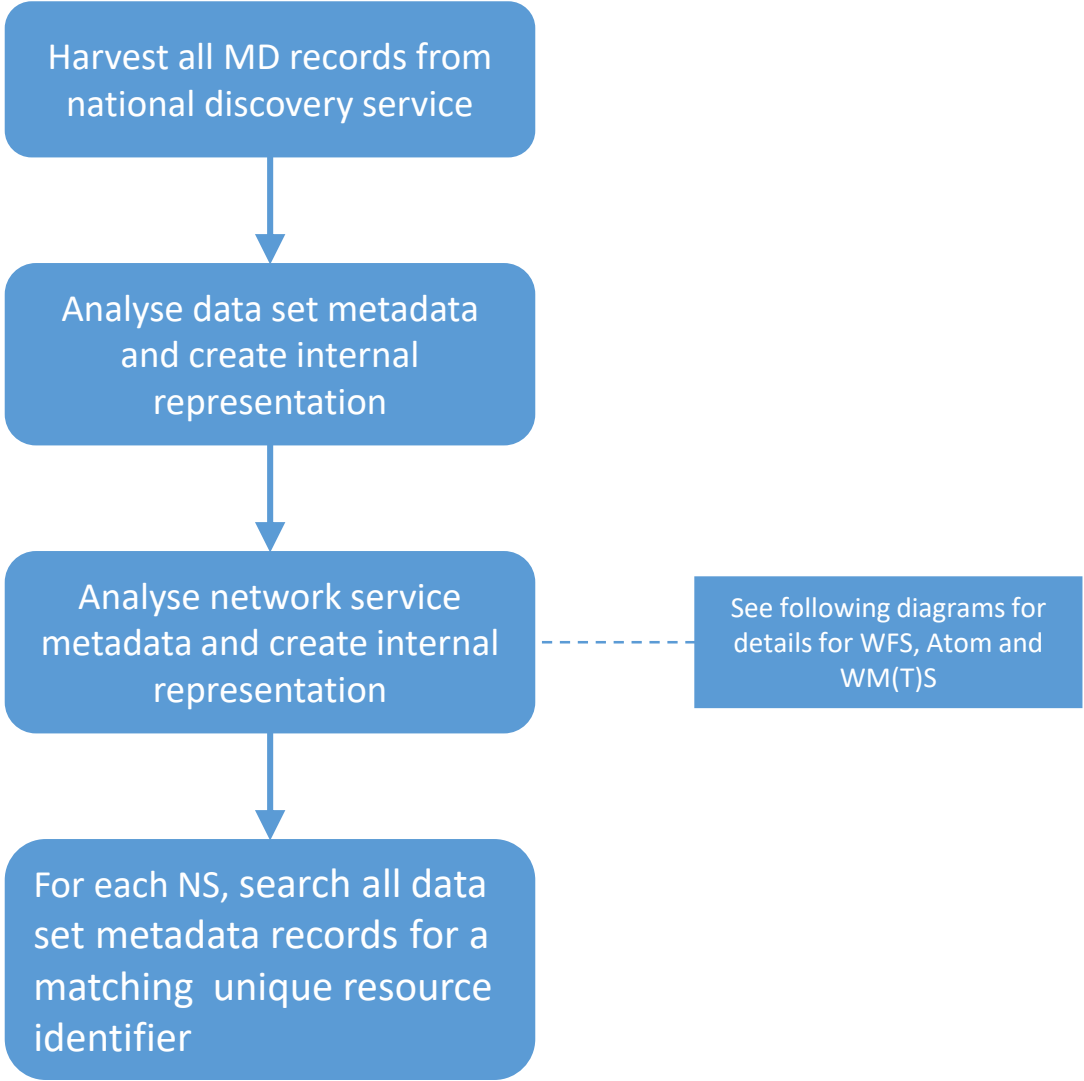 Harvest all MD records from
national discovery service
Analyse data set metadata
and create internal
representation
Analyse network service
metadata and create internal
representation
See following diagrams for
details for WFS, Atom and
WM(T)S
For each NS, search all data
set metadata records for a
matching  unique resource
identifier